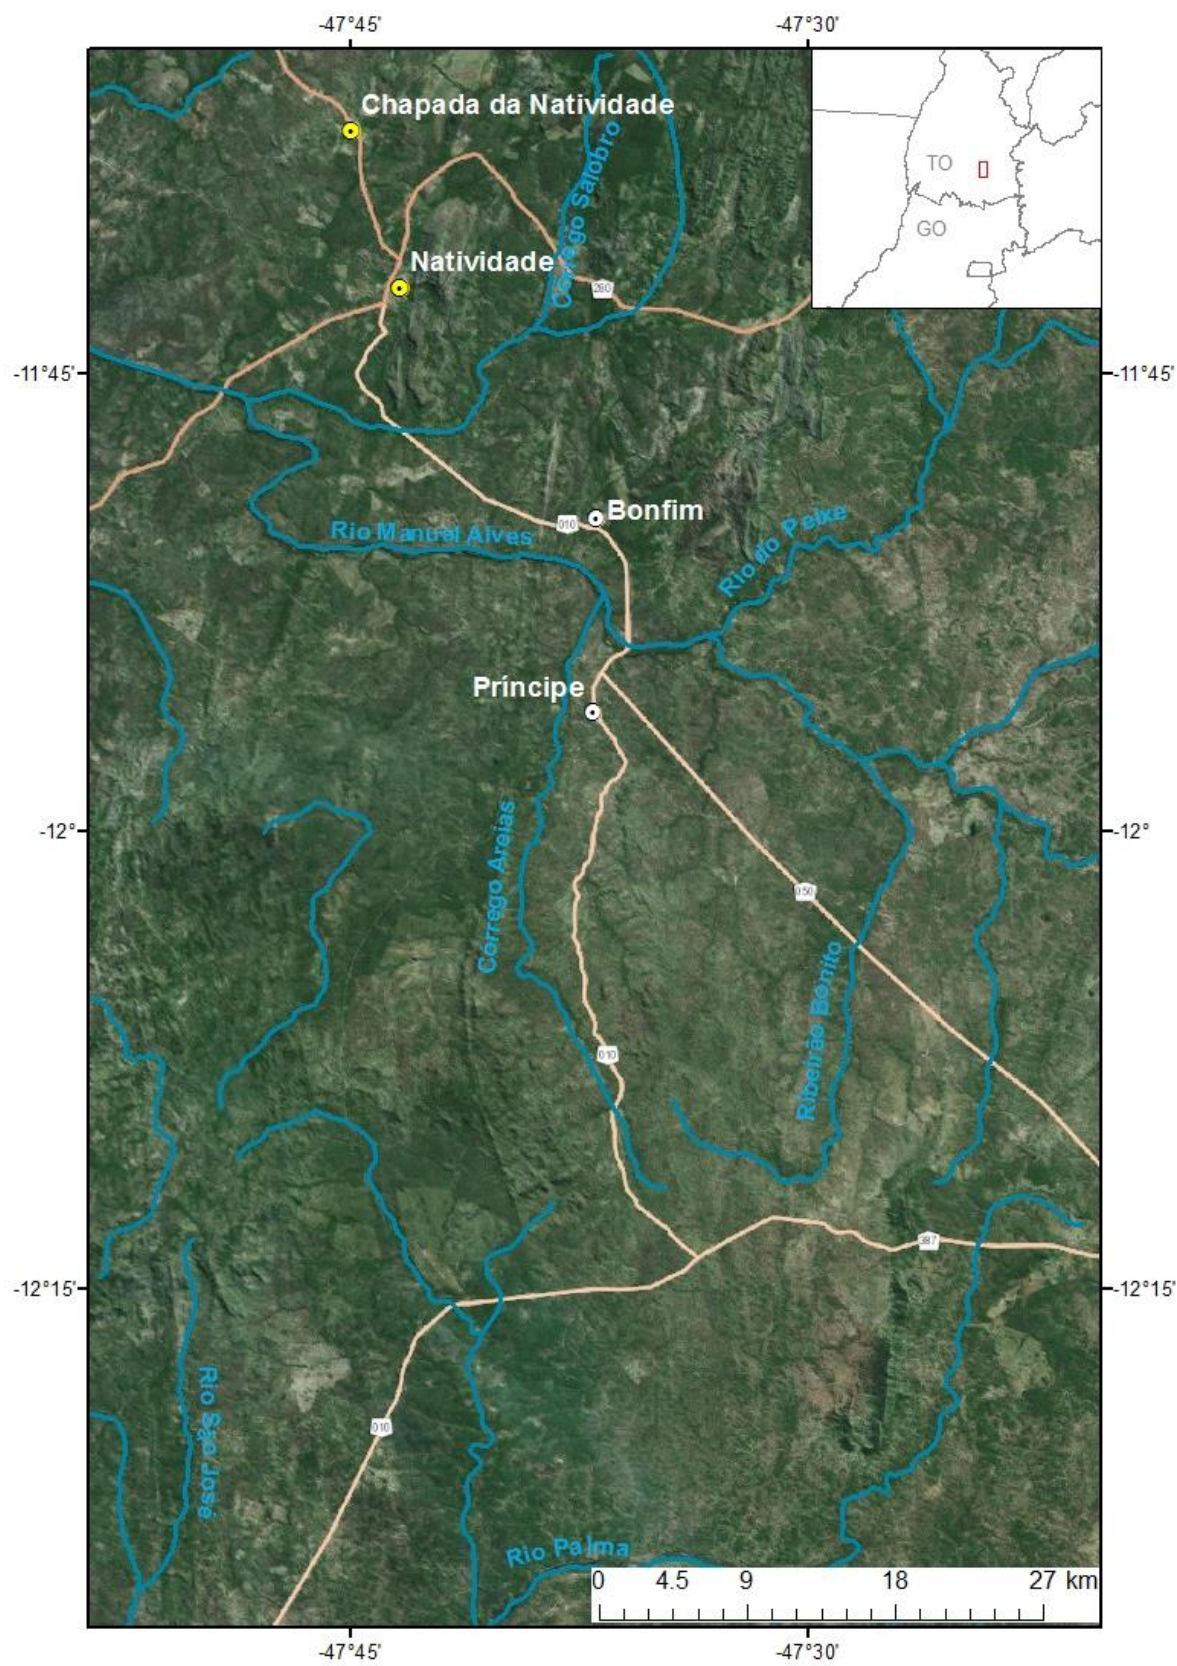 -47°45'
-47°30'
Chapada da Natividade
Córrego Salobro
TO
GO
Natividade
280
-11°45'
-11°45'
Bonfim
010
Rio Manuel Alves
Rio do Peixe
Príncipe
-12°
-12°
Corrego Areias
050
Ribeirão Bonito
010
387
-12°15'
-12°15'
Rio São José
010
Rio Palma
0 4.5 9 18 27 km
-47°45'
-47°30'